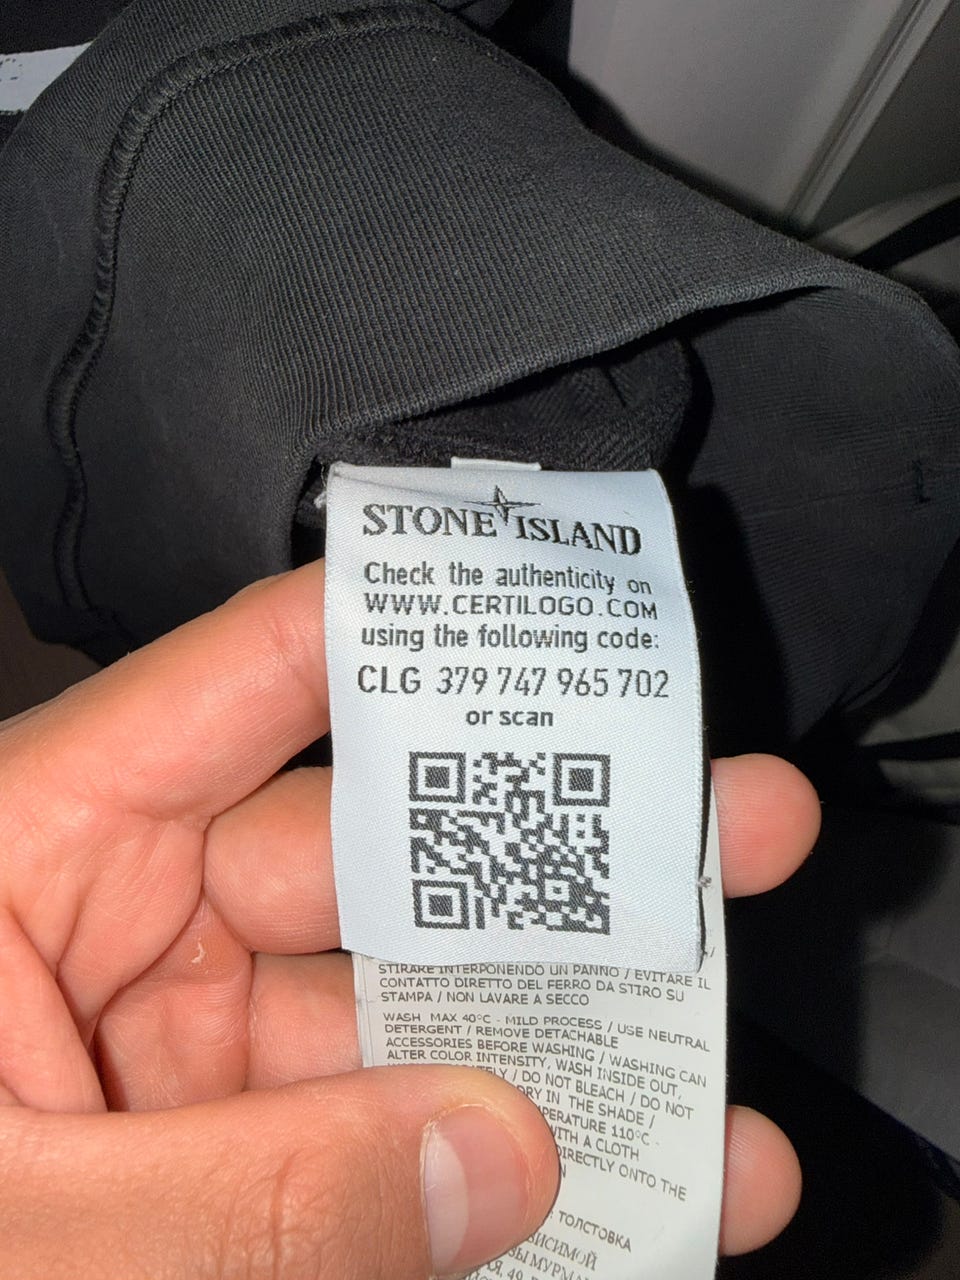 STONE ISLAND
Check the authenticity on
WWW.CERTILOGO.COM
using the following code:
CLG 379 747 965 702
or scan
STIRARE INTERPONENDO UN PANNO / EVITARE IL
CONTATTO DIRETTO DEL FERRO DA STIRO SU
STAMPA / NON LAVARE A SECCO
WASH MAX 40°C - MILD PROCESS / USE NEUTRAL
DETERGENT / REMOVE DETACHABLE
ACCESSORIES BEFORE WASHING / WASHING CAN
ALTER COLOR INTENSITY, WASH INSIDE OUT,
/ DO NOT BLEACH / DO NOT
DRY IN THE SHADE /
110°C -
WITH A CLOTH
DIRECTLY ONTO THE
ТОЛСТОВКА